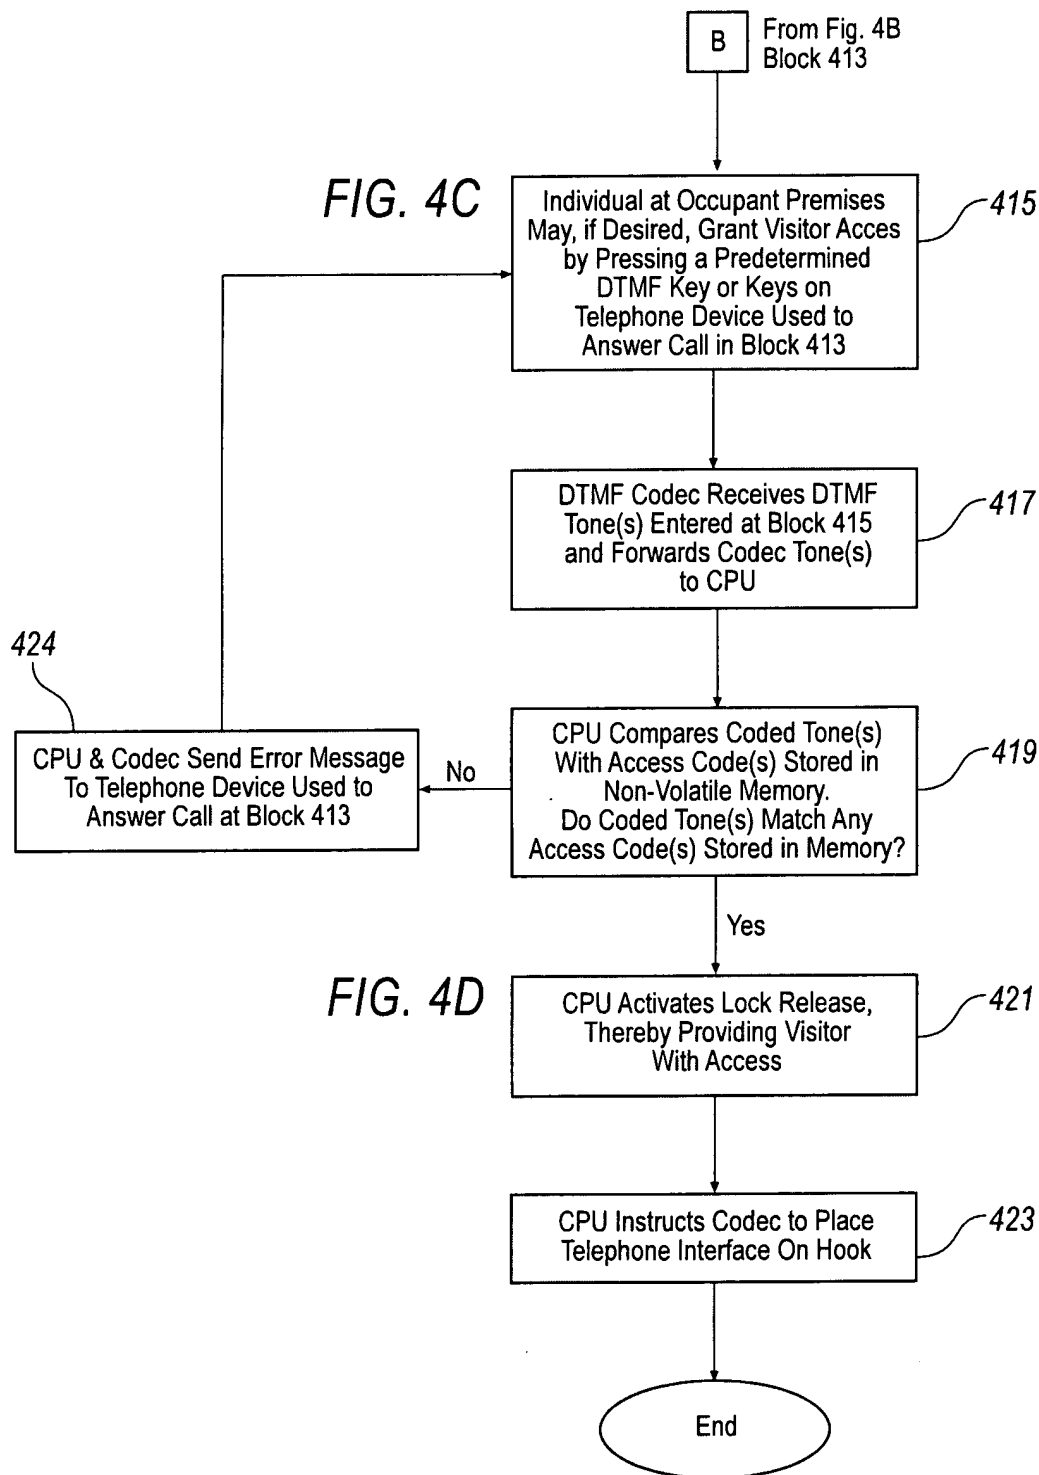 B
From Fig. 4B
Block 413
FIG. 4C
Individual at Occupant Premises
May, if Desired, Grant Visitor Acces
by Pressing a Predetermined
DTMF Key or Keys on
Telephone Device Used to
Answer Call in Block 413
415
DTMF Codec Receives DTMF
Tone(s) Entered at Block 415
and Forwards Codec Tone(s)
to CPU
417
424
CPU & Codec Send Error Message
To Telephone Device Used to
Answer Call at Block 413
No
CPU Compares Coded Tone(s)
With Access Code(s) Stored in
Non-Volatile Memory.
Do Coded Tone(s) Match Any
Access Code(s) Stored in Memory?
419
Yes
FIG. 4D
CPU Activates Lock Release,
Thereby Providing Visitor
With Access
421
CPU Instructs Codec to Place
Telephone Interface On Hook
423
End